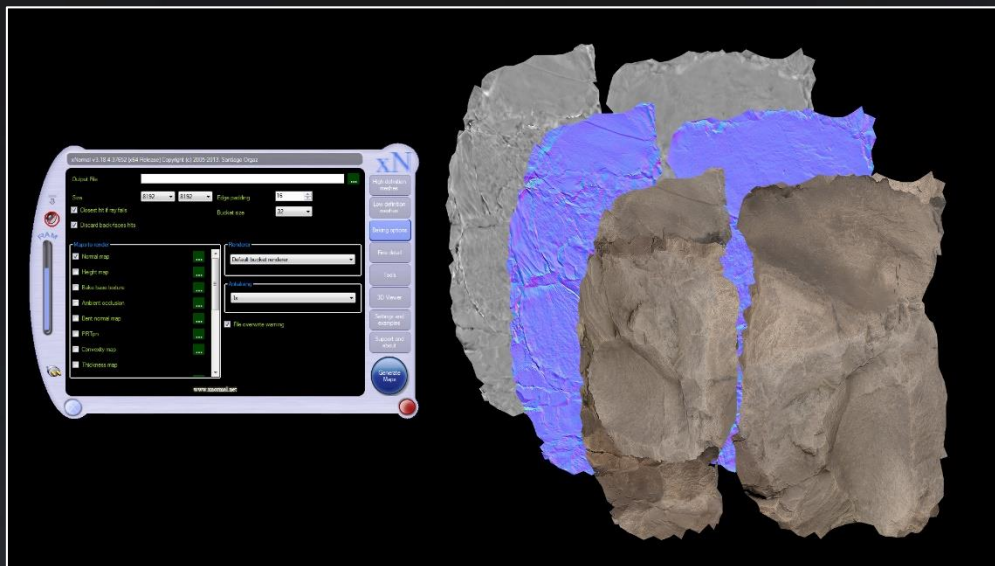 xNormal v3.18.4.37652 [x64 Release] Copyright (c) 2005-2013 Santiago Orgaz
xN
Output File
...
Size
8192
8192
Edge padding
16
Closest hit if ray fails
Bucket size
32
Discard back-faces hits
RAM
Maps to render
Normal map
...
Height map
...
Bake base texture
...
Ambient occlusion
...
Bent normal map
...
PRTpn
...
Convexity map
...
Thickness map
Renderer
Default bucket renderer
Antialiasing
1x
File overwrite warning
www.xnormal.net
High definition
meshes
Low definition
meshes
Baking options
Fine detail
Tools
3D Viewer
Settings and
examples
Support and
about
Generate
Maps